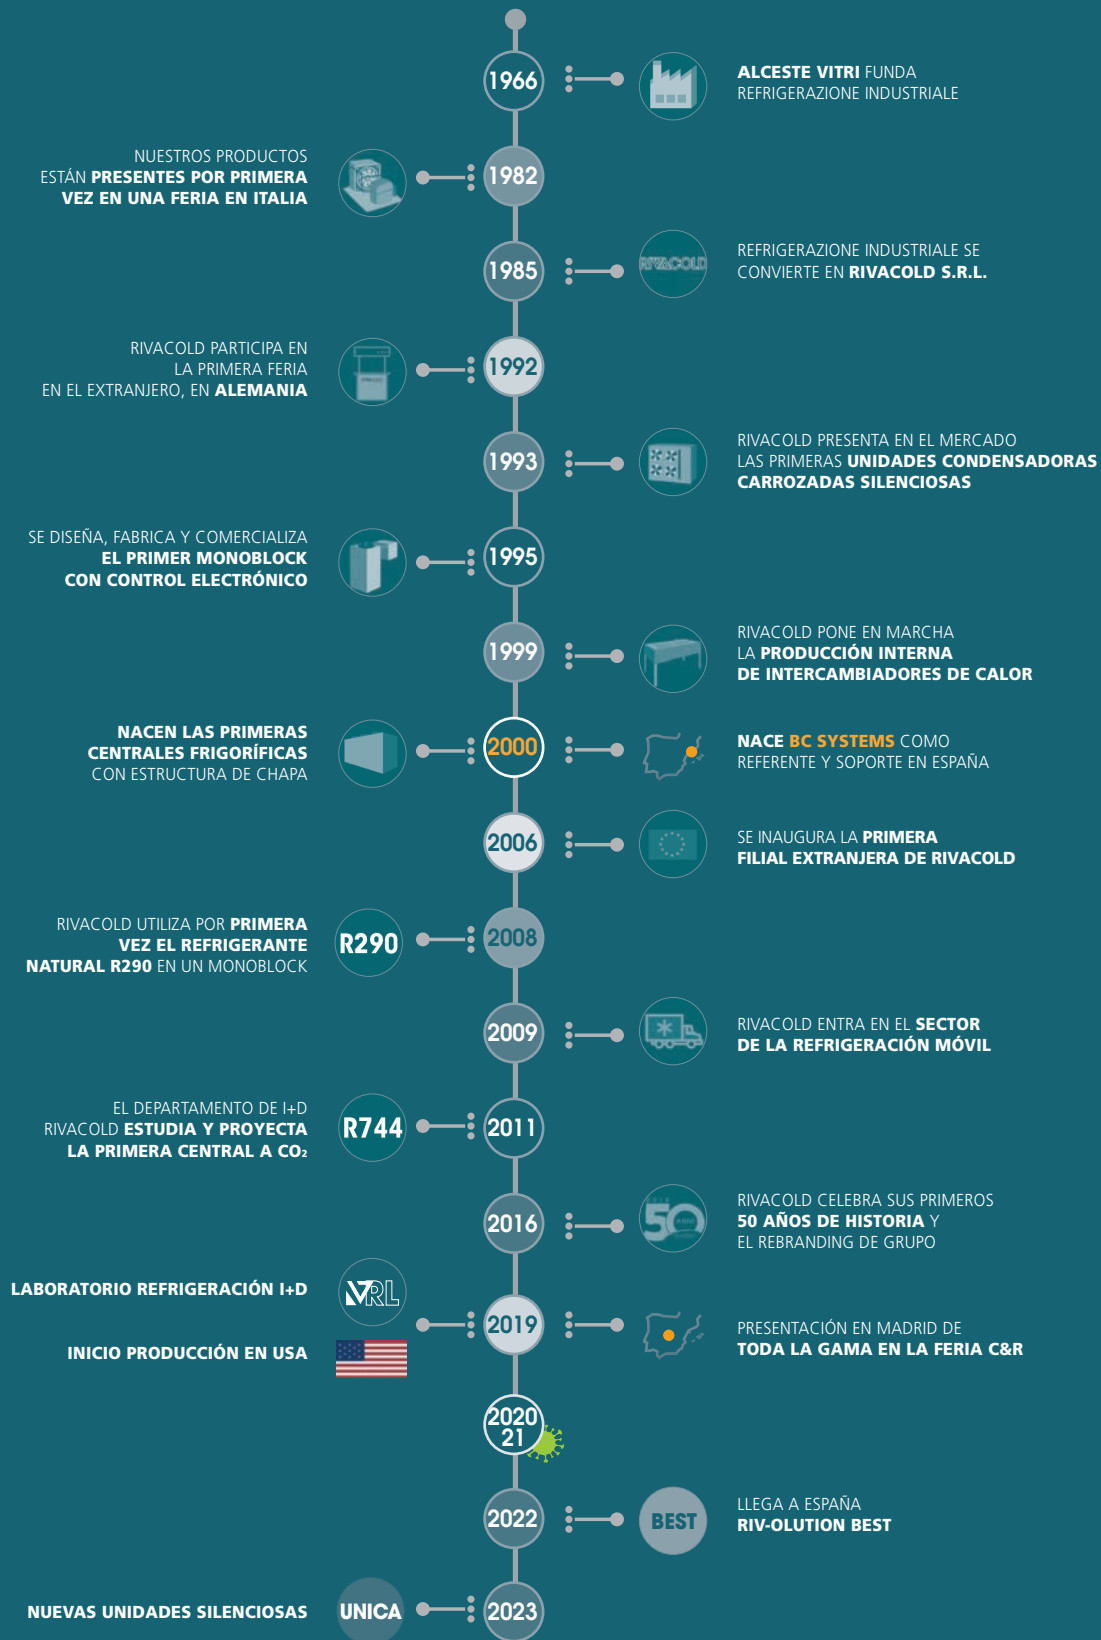 1966
ALCESTE VITRI FUNDA
REFRIGERAZIONE INDUSTRIALE
NUESTROS PRODUCTOS
ESTÁN PRESENTES POR PRIMERA
VEZ EN UNA FERIA EN ITALIA
1982
1985
RIVACOLD
REFRIGERAZIONE INDUSTRIALE SE
CONVIERTE EN RIVACOLD S.R.L.
RIVACOLD PARTICIPA EN
LA PRIMERA FERIA
EN EL EXTRANJERO, EN ALEMANIA
1992
1993
RIVACOLD PRESENTA EN EL MERCADO
LAS PRIMERAS UNIDADES CONDENSADORAS
CARROZADAS SILENCIOSAS
SE DISEÑA, FABRICA Y COMERCIALIZA
EL PRIMER MONOBLOCK
CON CONTROL ELECTRÓNICO
1995
1999
RIVACOLD PONE EN MARCHA
LA PRODUCCIÓN INTERNA
DE INTERCAMBIADORES DE CALOR
NACEN LAS PRIMERAS
CENTRALES FRIGORÍFICAS
CON ESTRUCTURA DE CHAPA
2000
NACE BC SYSTEMS COMO
REFERENTE Y SOPORTE EN ESPAÑA
2006
SE INAUGURA LA PRIMERA
FILIAL EXTRANJERA DE RIVACOLD
RIVACOLD UTILIZA POR PRIMERA
VEZ EL REFRIGERANTE
NATURAL R290 EN UN MONOBLOCK
R290
2008
2009
RIVACOLD ENTRA EN EL SECTOR
DE LA REFRIGERACIÓN MÓVIL
EL DEPARTAMENTO DE I+D
RIVACOLD ESTUDIA Y PROYECTA
LA PRIMERA CENTRAL A CO₂
R744
2011
2016
50
RIVACOLD CELEBRA SUS PRIMEROS
50 AÑOS DE HISTORIA Y
EL REBRANDING DE GRUPO
LABORATORIO REFRIGERACIÓN I+D
VRL
INICIO PRODUCCIÓN EN USA
2019
PRESENTACIÓN EN MADRID DE
TODA LA GAMA EN LA FERIA C&R
2020
21
2022
BEST
LLEGA A ESPAÑA
RIV-OLUTION BEST
NUEVAS UNIDADES SILENCIOSAS
UNICA
2023